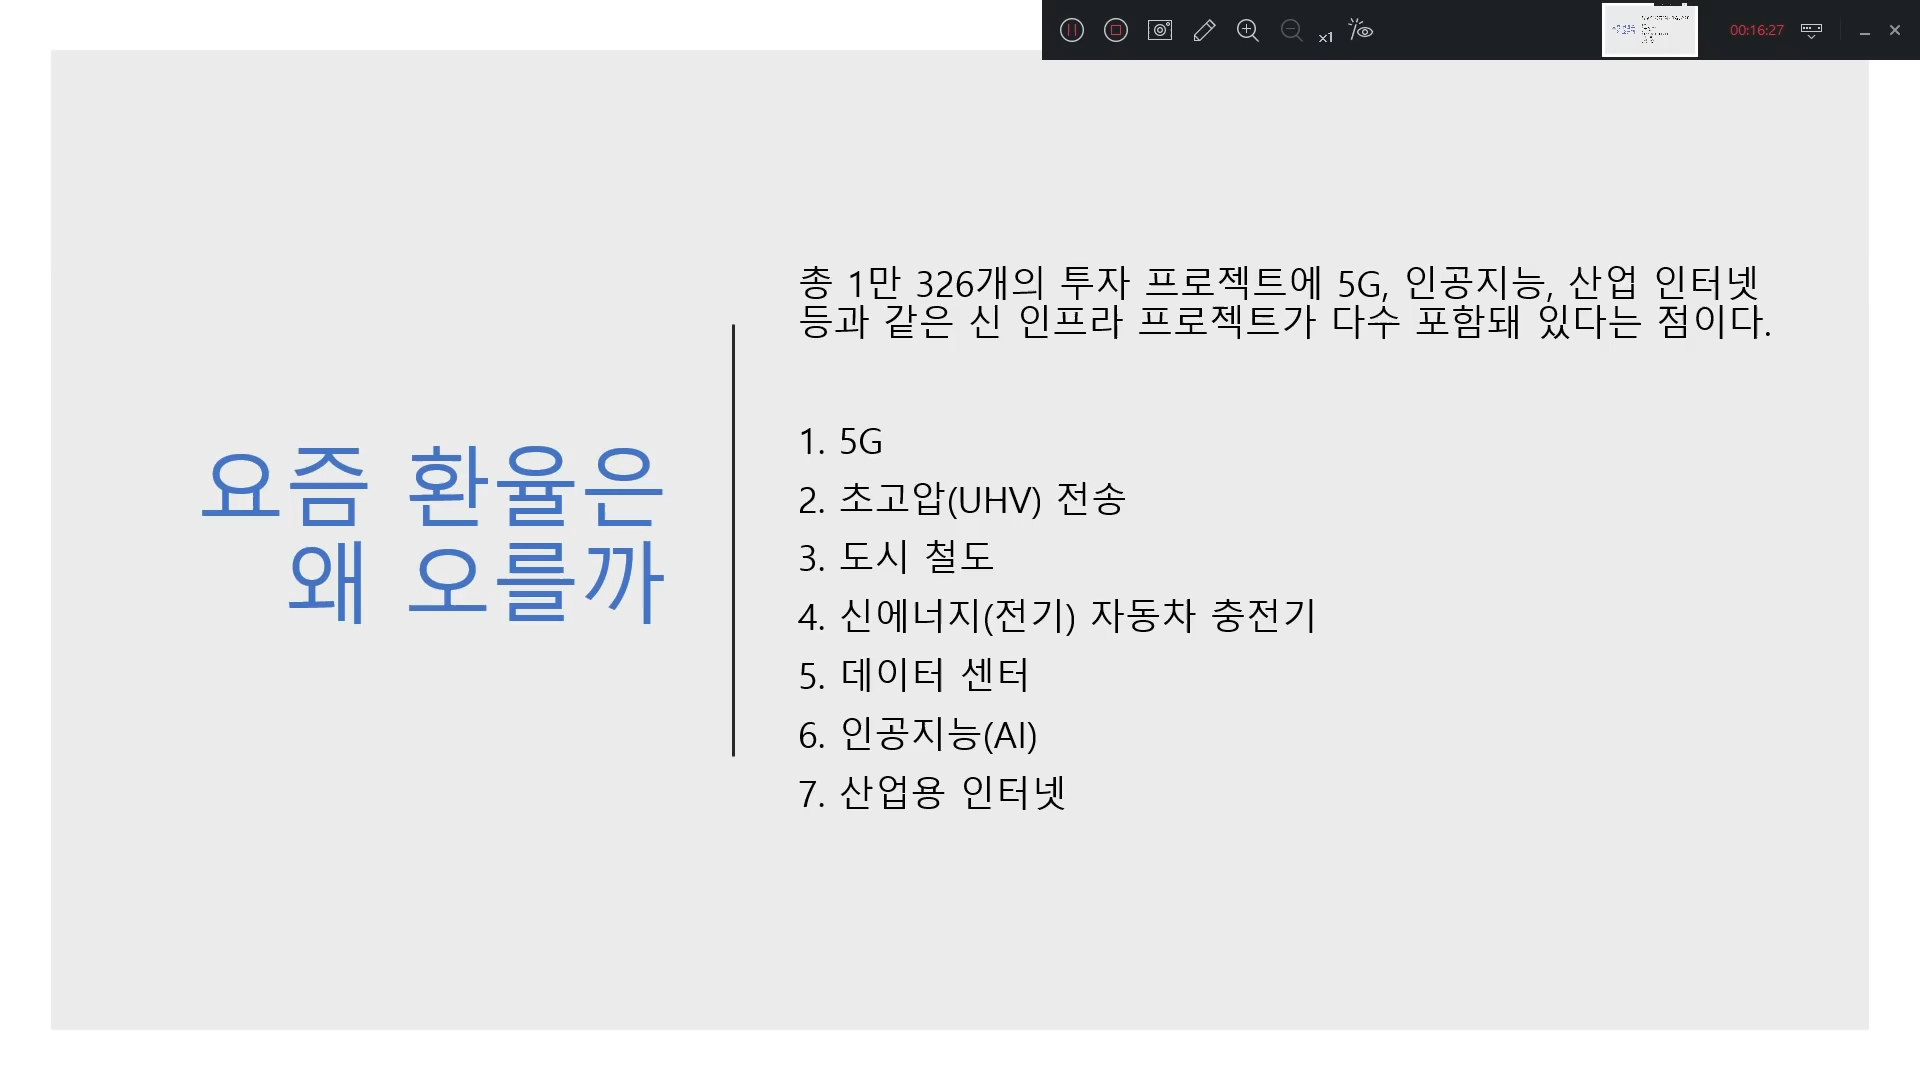 x1
00:16:27
총 1만 326개의 투자 프로젝트에 5G, 인공지능, 산업 인터넷
등과 같은 신 인프라 프로젝트가 다수 포함돼 있다는 점이다.
요즘 환율은
왜 오를까
1. 5G
2. 초고압(UHV) 전송
3. 도시 철도
4. 신에너지(전기) 자동차 충전기
5. 데이터 센터
6. 인공지능(AI)
7. 산업용 인터넷